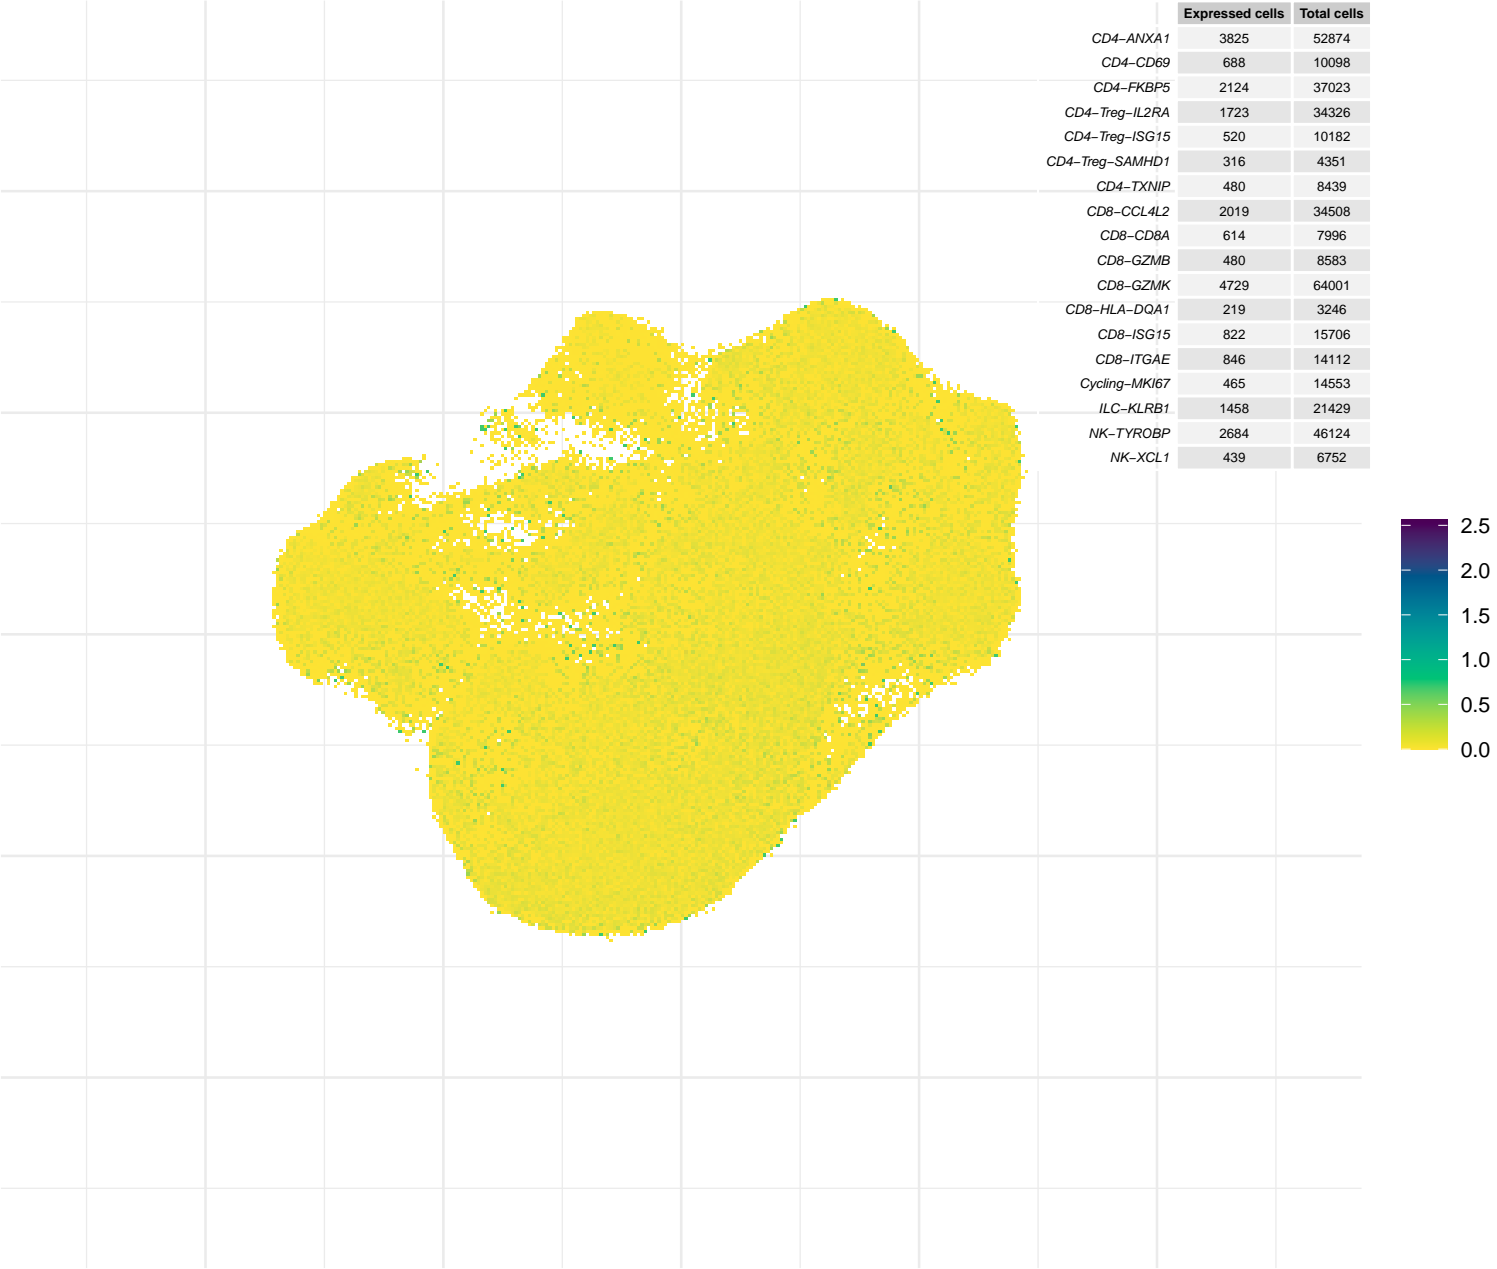 Expressed cells Total cells
CD4−ANXA1 3825 52874
CD4−CD69 688 10098
CD4−FKBP5 2124 37023
CD4−Treg−IL2RA 1723 34326
CD4−Treg−ISG15 520 10182
CD4−Treg−SAMHD1 316 4351
CD4−TXNIP 480 8439
CD8−CCL4L2 2019 34508
CD8−CD8A 614 7996
CD8−GZMB 480 8583
CD8−GZMK 4729 64001
CD8−HLA−DQA1 219 3246
CD8−ISG15 822 15706
CD8−ITGAE 846 14112
Cycling−MKI67 465 14553
ILC−KLRB1 1458 21429
NK−TYROBP 2684 46124
NK−XCL1 439 6752
2.5
2.0
1.5
1.0
0.5
0.0